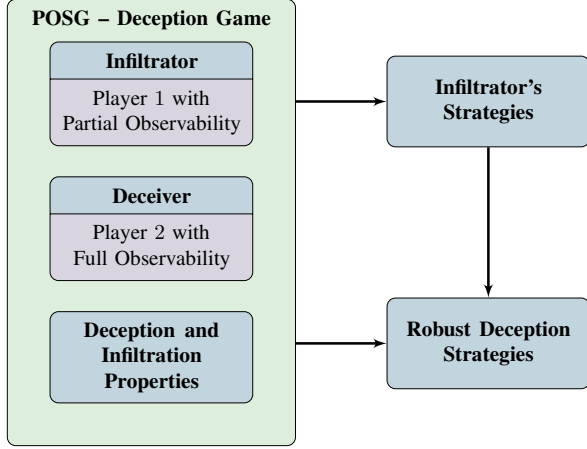 POSG – Deception Game
Infiltrator
Player 1 with
Partial Observability
Deceiver
Player 2 with
Full Observability
Deception and
Infiltration
Properties
Infiltrator's
Strategies
Robust Deception
Strategies